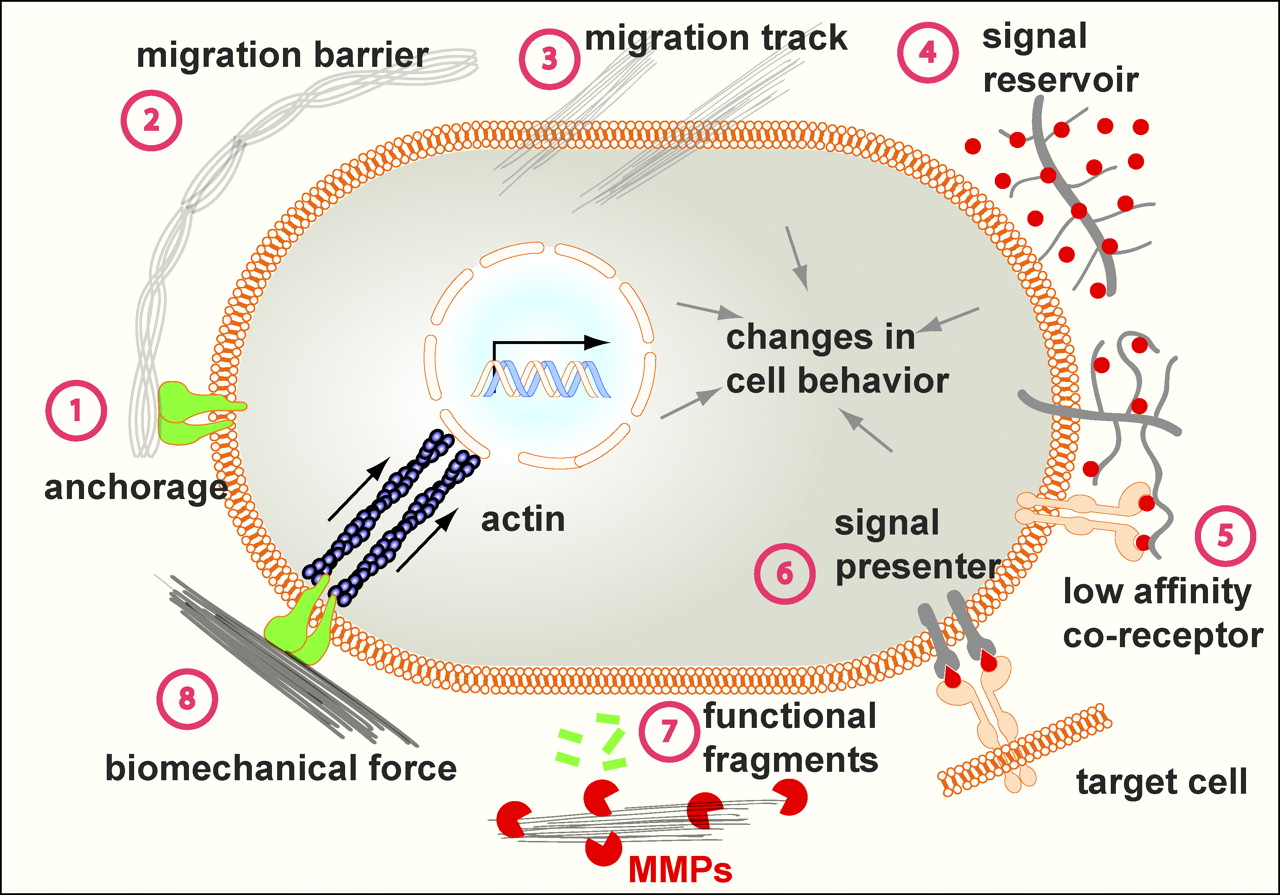 migration barrier
2
3
migration track
4
signal
reservoir
1
anchorage
changes in
cell behavior
actin
6
signal
presenter
5
low affinity
co-receptor
8
biomechanical force
7
functional
fragments
target cell
MMPs